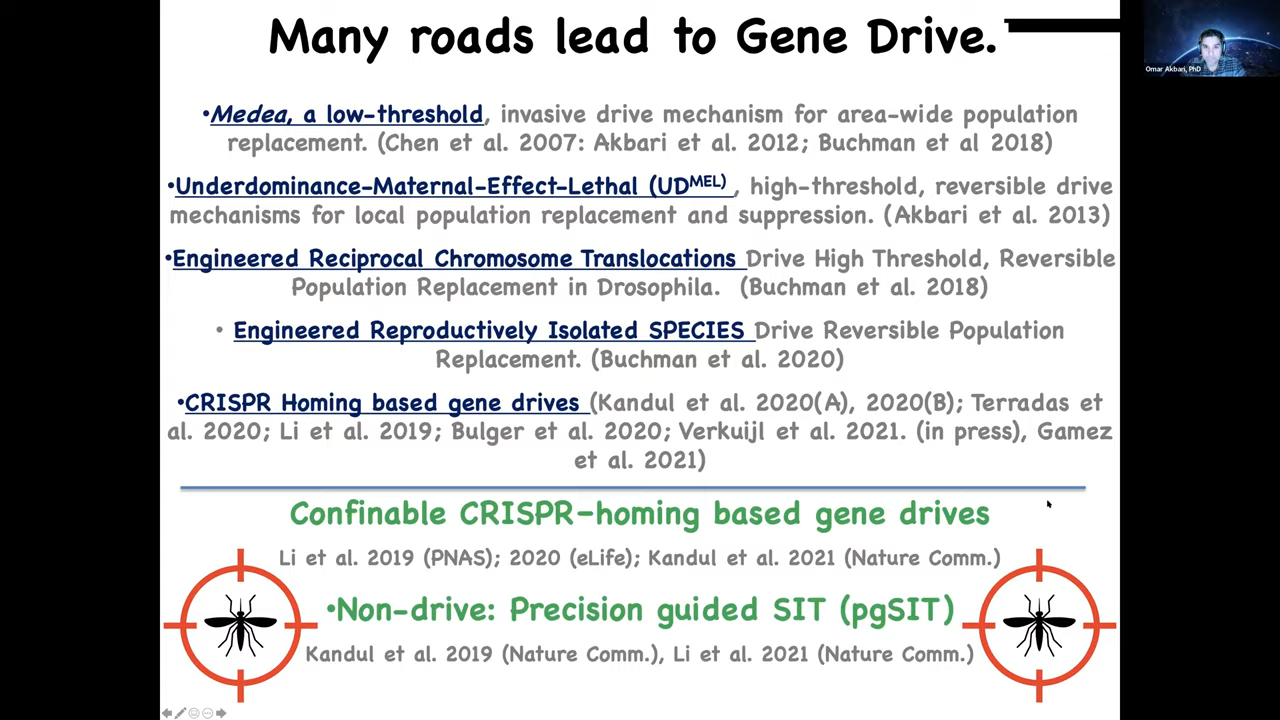 Many roads lead to Gene Drive.
Omar Akbari, PhD
•Medea, a low-threshold, invasive drive mechanism for area-wide population
replacement. (Chen et al. 2007: Akbari et al. 2012; Buchman et al 2018)
•Underdominance-Maternal-Effect-Lethal (UDᴹᴱᴸ) , high-threshold, reversible drive
mechanisms for local population replacement and suppression. (Akbari et al. 2013)
•Engineered Reciprocal Chromosome Translocations Drive High Threshold, Reversible
Population Replacement in Drosophila. (Buchman et al. 2018)
• Engineered Reproductively Isolated SPECIES Drive Reversible Population
Replacement. (Buchman et al. 2020)
•CRISPR Homing based gene drives (Kandul et al. 2020(A), 2020(B); Terradas et
al. 2020; Li et al. 2019; Bulger et al. 2020; Verkuijl et al. 2021. (in press), Gamez
et al. 2021)
Confinable CRISPR-homing based gene drives
Li et al. 2019 (PNAS); 2020 (eLife); Kandul et al. 2021 (Nature Comm.)
•Non-drive: Precision guided SIT (pgSIT)
Kandul et al. 2019 (Nature Comm.), Li et al. 2021 (Nature Comm.)